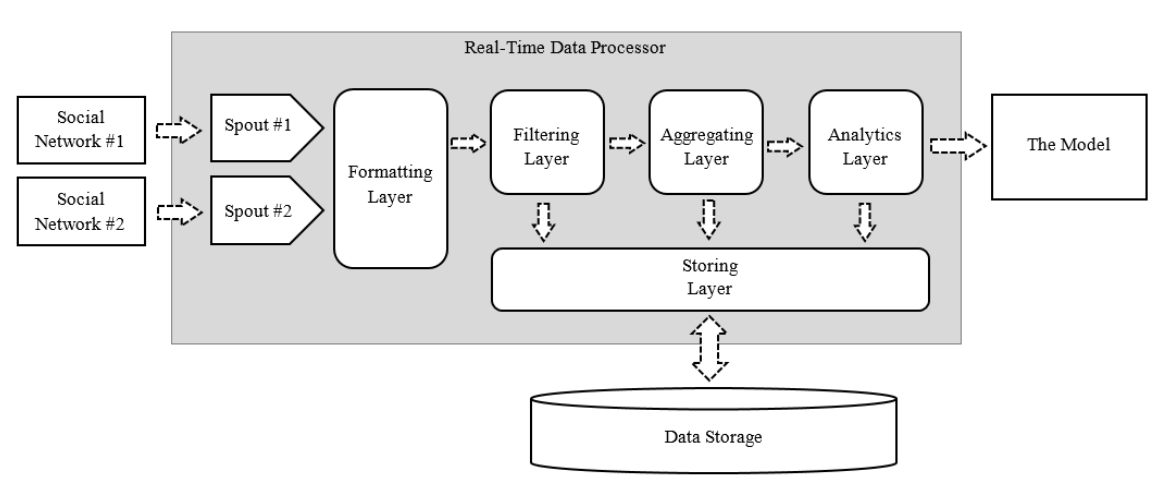 Real-Time Data Processor
Social
Network #1
Spout #1
Social
Network #2
Spout #2
Formatting
Layer
Filtering
Layer
Aggregating
Layer
Analytics
Layer
The Model
Storing
Layer
Data Storage